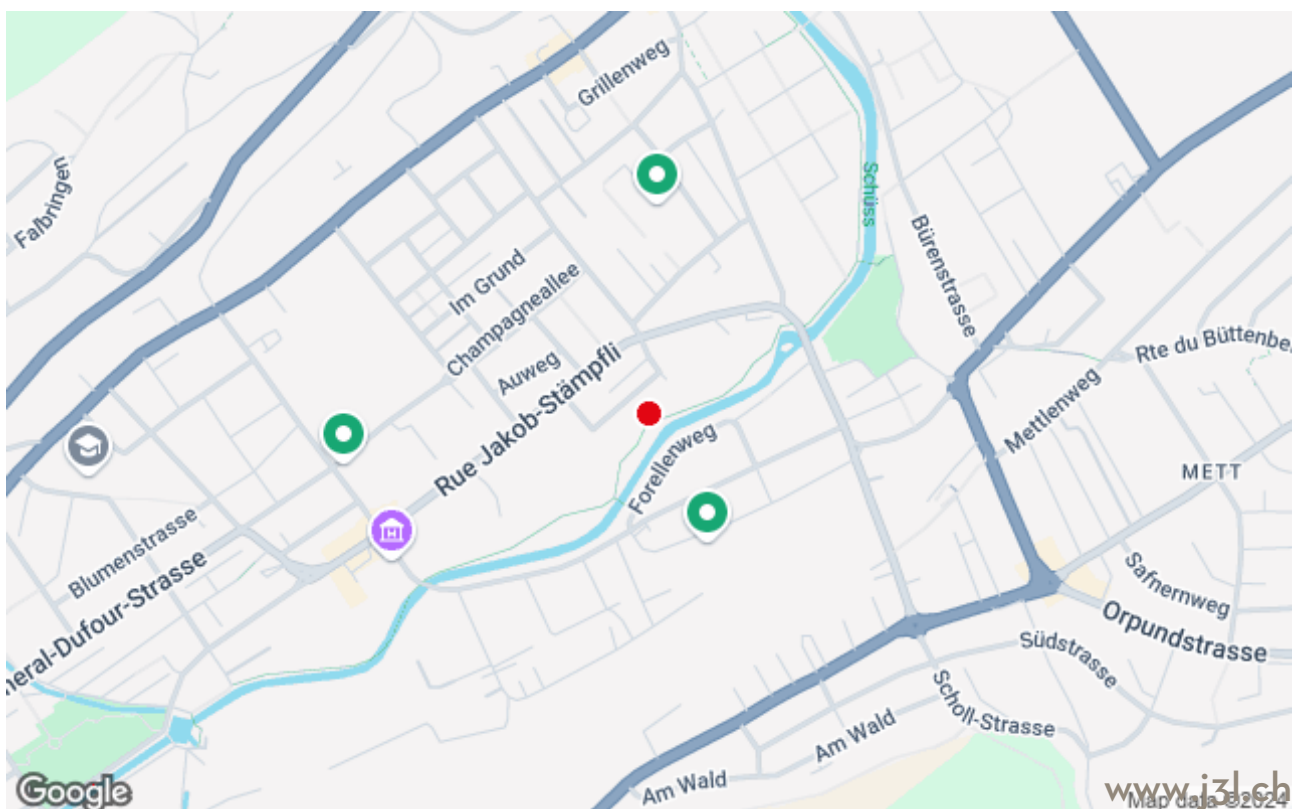 Grillenweg
Falbringen
Schüss
Bürenstrasse
Im Grund
Champagneallee
Auweg
Rue Jakob-Stämpfli
Rte du Büttenbe
Mettlenweg
Forellenweg
METT
Blumenstrasse
neral-Dufour-Strasse
Safnernweg
Orpundstrasse
Südstrasse
Scholl-Strasse
Am Wald
Am Wald
Google
www.j3l.ch
Map data ©2024